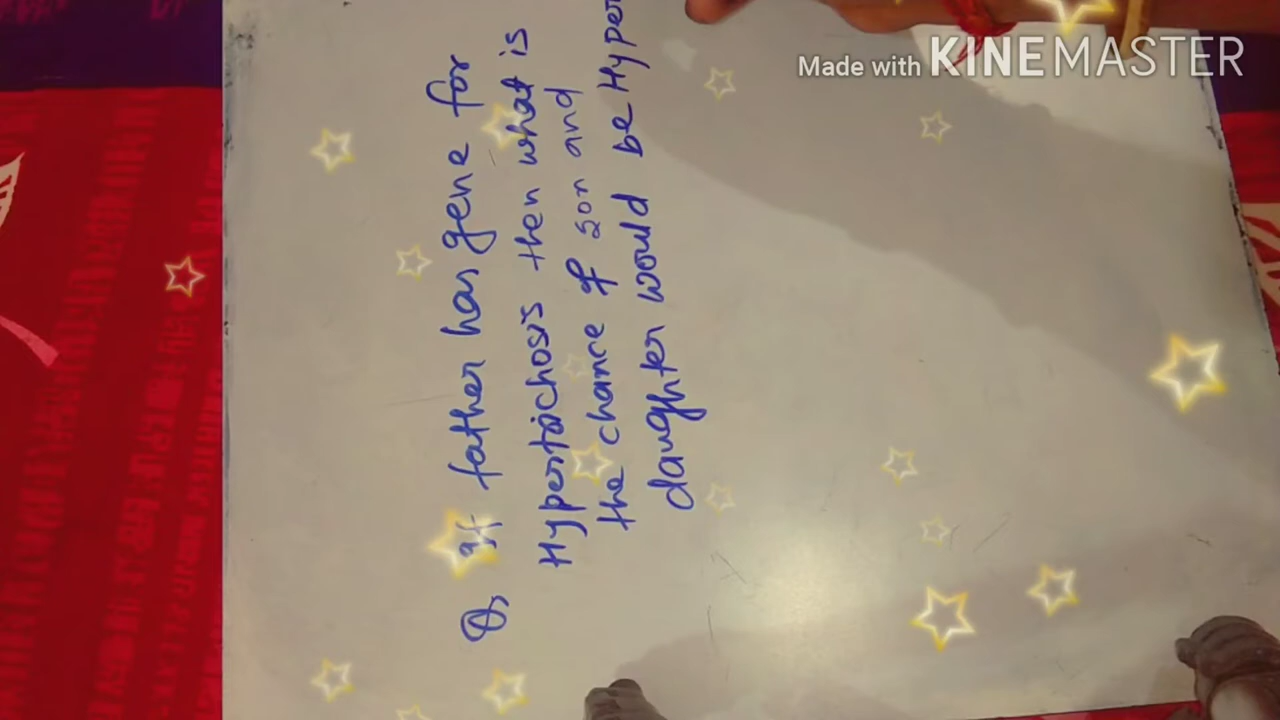 Made with KINEMASTER
Q, If father has gene for
Hypertrichosis then what is
the chance of son and
daughter would be Hyper